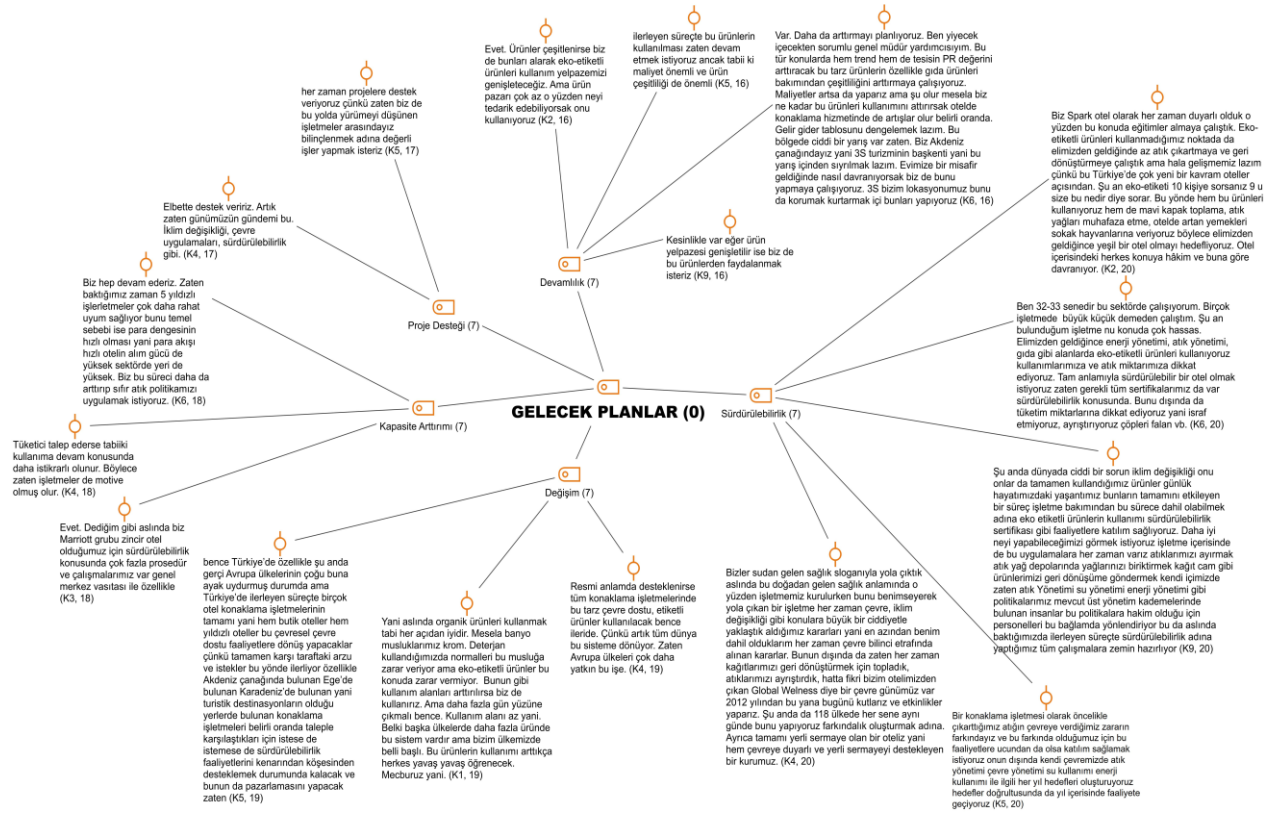 her zaman projelere destek
veriyoruz çünkü zaten biz de
bu yolda yürümeyi düşünen
işletmeler arasındayız
bilinçlenmek adına değerli
işler yapmak isteriz (K5, 17)
Elbette destek veririz. Artık
zaten günümüzün gündemi bu.
İklim değişikliği, çevre
uygulamaları, sürdürülebilirlik
gibi. (K4, 17)
Proje Desteği (7)
Evet. Ürünler çeşitlenirse biz
de bunları alarak eko-etiketli
ürünleri kullanım yelpazemizi
genişleteceğiz. Ama ürün
pazarı çok az o yüzden neyi
tedarik edebiliyorsak onu
kullanıyoruz (K2, 16)
ilerleyen süreçte bu ürünlerin
kullanılması zaten devam
etmek istiyoruz ancak tabii ki
maliyet önemli ve ürün
çeşitliliği de önemli (K5, 16)
Var. Daha da arttırmayı planlıyoruz. Ben yiyecek
içecekten sorumlu genel müdür yardımcısıyım. Bu
tür konularda hem trend hem de tesisin PR değerini
arttıracak bu tarz ürünlerin özellikle gıda ürünleri
bakımından çeşitliliğini arttırmaya çalışıyoruz.
Maliyetler artsa da yaparız ama şu olur mesela biz
ne kadar bu ürünleri kullanımını attırırsak otelde
konaklama hizmetinde de artışlar olur belirli oranda.
Gelir gider tablosunu dengelemek lazım. Bu
bölgede ciddi bir yarış var zaten. Biz Akdeniz
çanağındayız yani 3S turizminin başkenti yani bu
yarış içinden sıyrılmak lazım. Evimize bir misafir
geldiğinde nasıl davranıyorsak biz de bunu
yapmaya çalışıyoruz. 3S bizim lokasyonumuz bunu
da korumak kurtarmak içi bunları yapıyoruz (K6, 16)
Kesinlikle var eğer ürün
yelpazesi genişletilir ise biz de
bu ürünlerden faydalanmak
isteriz (K9, 16)
Devamlılık (7)
Biz hep devam ederiz. Zaten
baktığımız zaman 5 yıldızlı
işlerletmeler çok daha rahat
uyum sağlıyor bunu temel
sebebi ise para dengesinin
hızlı olması yani para akışı
hızlı otelin alım gücü de
yüksek sektörde yeri de
yüksek. Biz bu süreci daha da
arttırıp sıfır atık politikamızı
uygulamak istiyoruz. (K6, 18)
Tüketici talep ederse tabiiki
kullanıma devam konusunda
daha istikrarlı olunur. Böylece
zaten işletmeler de motive
olmuş olur. (K4, 18)
Evet. Dediğim gibi aslında biz
Marriott grubu zincir otel
olduğumuz için sürdürülebilirlik
konusunda çok fazla prosedür
ve çalışmalarımız var genel
merkez vasıtası ile özellikle
(K3, 18)
Kapasite Arttırımı (7)
GELECEK PLANLAR (0)
Sürdürülebilirlik (7)
Değişim (7)
bence Türkiye'de özellikle şu anda
gerçi Avrupa ülkelerinin çoğu buna
ayak uydurmuş durumda ama
Türkiye'de ilerleyen süreçte birçok
otel konaklama işletmelerinin
tamamı yani hem butik oteller hem
yıldızlı oteller bu çevresel çevre
dostu faaliyetlere dönüş yapacaklar
çünkü tamamen karşı taraftaki arzu
ve istekler bu yönde ilerliyor özellikle
Akdeniz çanağında bulunan Ege'de
bulunan Karadeniz'de bulunan yani
turistik destinasyonların olduğu
yerlerde bulunan konaklama
işletmeleri belirli oranda taleple
karşılaştıkları için istese de
istemese de sürdürülebilirlik
faaliyetlerini kenarından köşesinden
desteklemek durumunda kalacak ve
bunun da pazarlamasını yapacak
zaten (K5, 19)
Yani aslında organik ürünleri kullanmak
tabi her açıdan iyidir. Mesela banyo
musluklarımız krom. Deterjan
kullandığımızda normalleri bu musluğa
zarar veriyor ama eko-etiketli ürünler bu
konuda zarar vermiyor. Bunun gibi
kullanım alanları arttırılırsa biz de
kullanırız. Ama daha fazla gün yüzüne
çıkmalı bence. Kullanım alanı az yani.
Belki başka ülkelerde daha fazla üründe
bu sistem vardır ama bizim ülkemizde
belli başlı. Bu ürünlerin kullanımı arttıkça
herkes yavaş yavaş öğrenecek.
Mecburuz yani. (K1, 19)
Resmi anlamda desteklenirse
tüm konaklama işletmelerinde
bu tarz çevre dostu, etiketli
ürünler kullanılacak bence
ileride. Çünkü artık tüm dünya
bu sisteme dönüyor. Zaten
Avrupa ülkeleri çok daha
yatkın bu işe. (K4, 19)
Biz Spark otel olarak her zaman duyarlı olduk o
yüzden bu konuda eğitimler almaya çalıştık. Eko-
etiketli ürünleri kullanmadığımız noktada da
elimizden geldiğinde az atık çıkartmaya ve geri
dönüştürmeye çalıştık ama hala gelişmemiz lazım
çünkü bu Türkiye'de çok yeni bir kavram oteller
açısından. Şu an eko-etiketi 10 kişiye sorsanız 9 u
size bu nedir diye sorar. Bu yönde hem bu ürünleri
kullanıyoruz hem de mavi kapak toplama, atık
yağları muhafaza etme, otelde artan yemekleri
sokak hayvanlarına veriyoruz böylece elimizden
geldiğince yeşil bir otel olmayı hedefliyoruz. Otel
içerisindeki herkes konuya hâkim ve buna göre
davranıyor. (K2, 20)
Ben 32-33 senedir bu sektörde çalışıyorum. Birçok
işletmede büyük küçük demeden çalıştım. Şu an
bulunduğum işletme nu konuda çok hassas.
Elimizden geldiğince enerji yönetimi, atık yönetimi,
gıda gibi alanlarda eko-etiketli ürünleri kullanıyoruz
kullanımlarımıza ve atık miktarımıza dikkat
ediyoruz. Tam anlamıyla sürdürülebilir bir otel olmak
istiyoruz zaten gerekli tüm sertifikalarımız da var
sürdürülebilirlik konusunda. Bunu dışında da
tüketim miktarlarına dikkat ediyoruz yani israf
etmiyoruz, ayrıştırıyoruz çöpleri falan vb. (K6, 20)
Şu anda dünyada ciddi bir sorun iklim değişikliği onu
onlar da tamamen kullandığımız ürünler günlük
hayatımızdaki yaşantımız bunların tamamını etkileyen
bir süreç işletme bakımından bu sürece dahil olabilmek
adına eko etiketli ürünlerin kullanımı sürdürülebilirlik
sertifikası gibi faaliyetlere katılım sağlıyoruz. Daha iyi
neyi yapabileceğimizi görmek istiyoruz işletme içerisinde
de bu uygulamalara her zaman varız atıklarımızı ayırmak
atık yağ depolarında yağlarınızı biriktirmek kağıt cam gibi
ürünlerimizi geri dönüşüme göndermek kendi içimizde
zaten atık Yönetimi su yönetimi enerji yönetimi gibi
politikalarımız mevcut üst yönetim kademelerinde
bulunan insanlar bu politikalara hakim olduğu için
personelleri bu bağlamda yönlendiriyor bu da aslında
baktığımızda ilerleyen süreçte sürdürülebilirlik adına
yaptığımız tüm çalışmalara zemin hazırlıyor (K9, 20)
Bizler sudan gelen sağlık sloganıyla yola çıktık
aslında bu doğadan gelen sağlık anlamında o
yüzden işletmemiz kurulurken bunu benimseyerek
yola çıkan bir işletme her zaman çevre, iklim
değişikliği gibi konulara büyük bir ciddiyetle
yaklaştık aldığımız kararları yani en azından benim
dahil olduklarım her zaman çevre bilinci etrafında
alınan kararlar. Bunun dışında da zaten her zaman
kağıtlarımızı geri dönüştürmek için topladık,
atıklarımızı ayrıştırdık, hatta fikri bizim otelimizden
çıkan Global Welness diye bir çevre günümüz var
2012 yılından bu yana bugünü kutlarız ve etkinlikler
yaparız. Şu anda da 118 ülkede her sene aynı
günde bunu yapıyoruz farkındalık oluşturmak adına.
Ayrıca tamamı yerli sermaye olan bir oteliz yani
hem çevreye duyarlı ve yerli sermayeyi destekleyen
bir kurumuz. (K4, 20)
Bir konaklama işletmesi olarak öncelikle
çıkarttığımız atığın çevreye verdiğimiz zararın
farkındayız ve bu farkında olduğumuz için bu
faaliyetlere ucundan da olsa katılım sağlamak
istiyoruz onun dışında kendi çevremizde atık
yönetimi çevre yönetimi su kullanımı enerji
kullanımı ile ilgili her yıl hedefleri oluşturuyoruz
hedefler doğrultusunda da yıl içerisinde faaliyete
geçiyoruz (K5, 20)